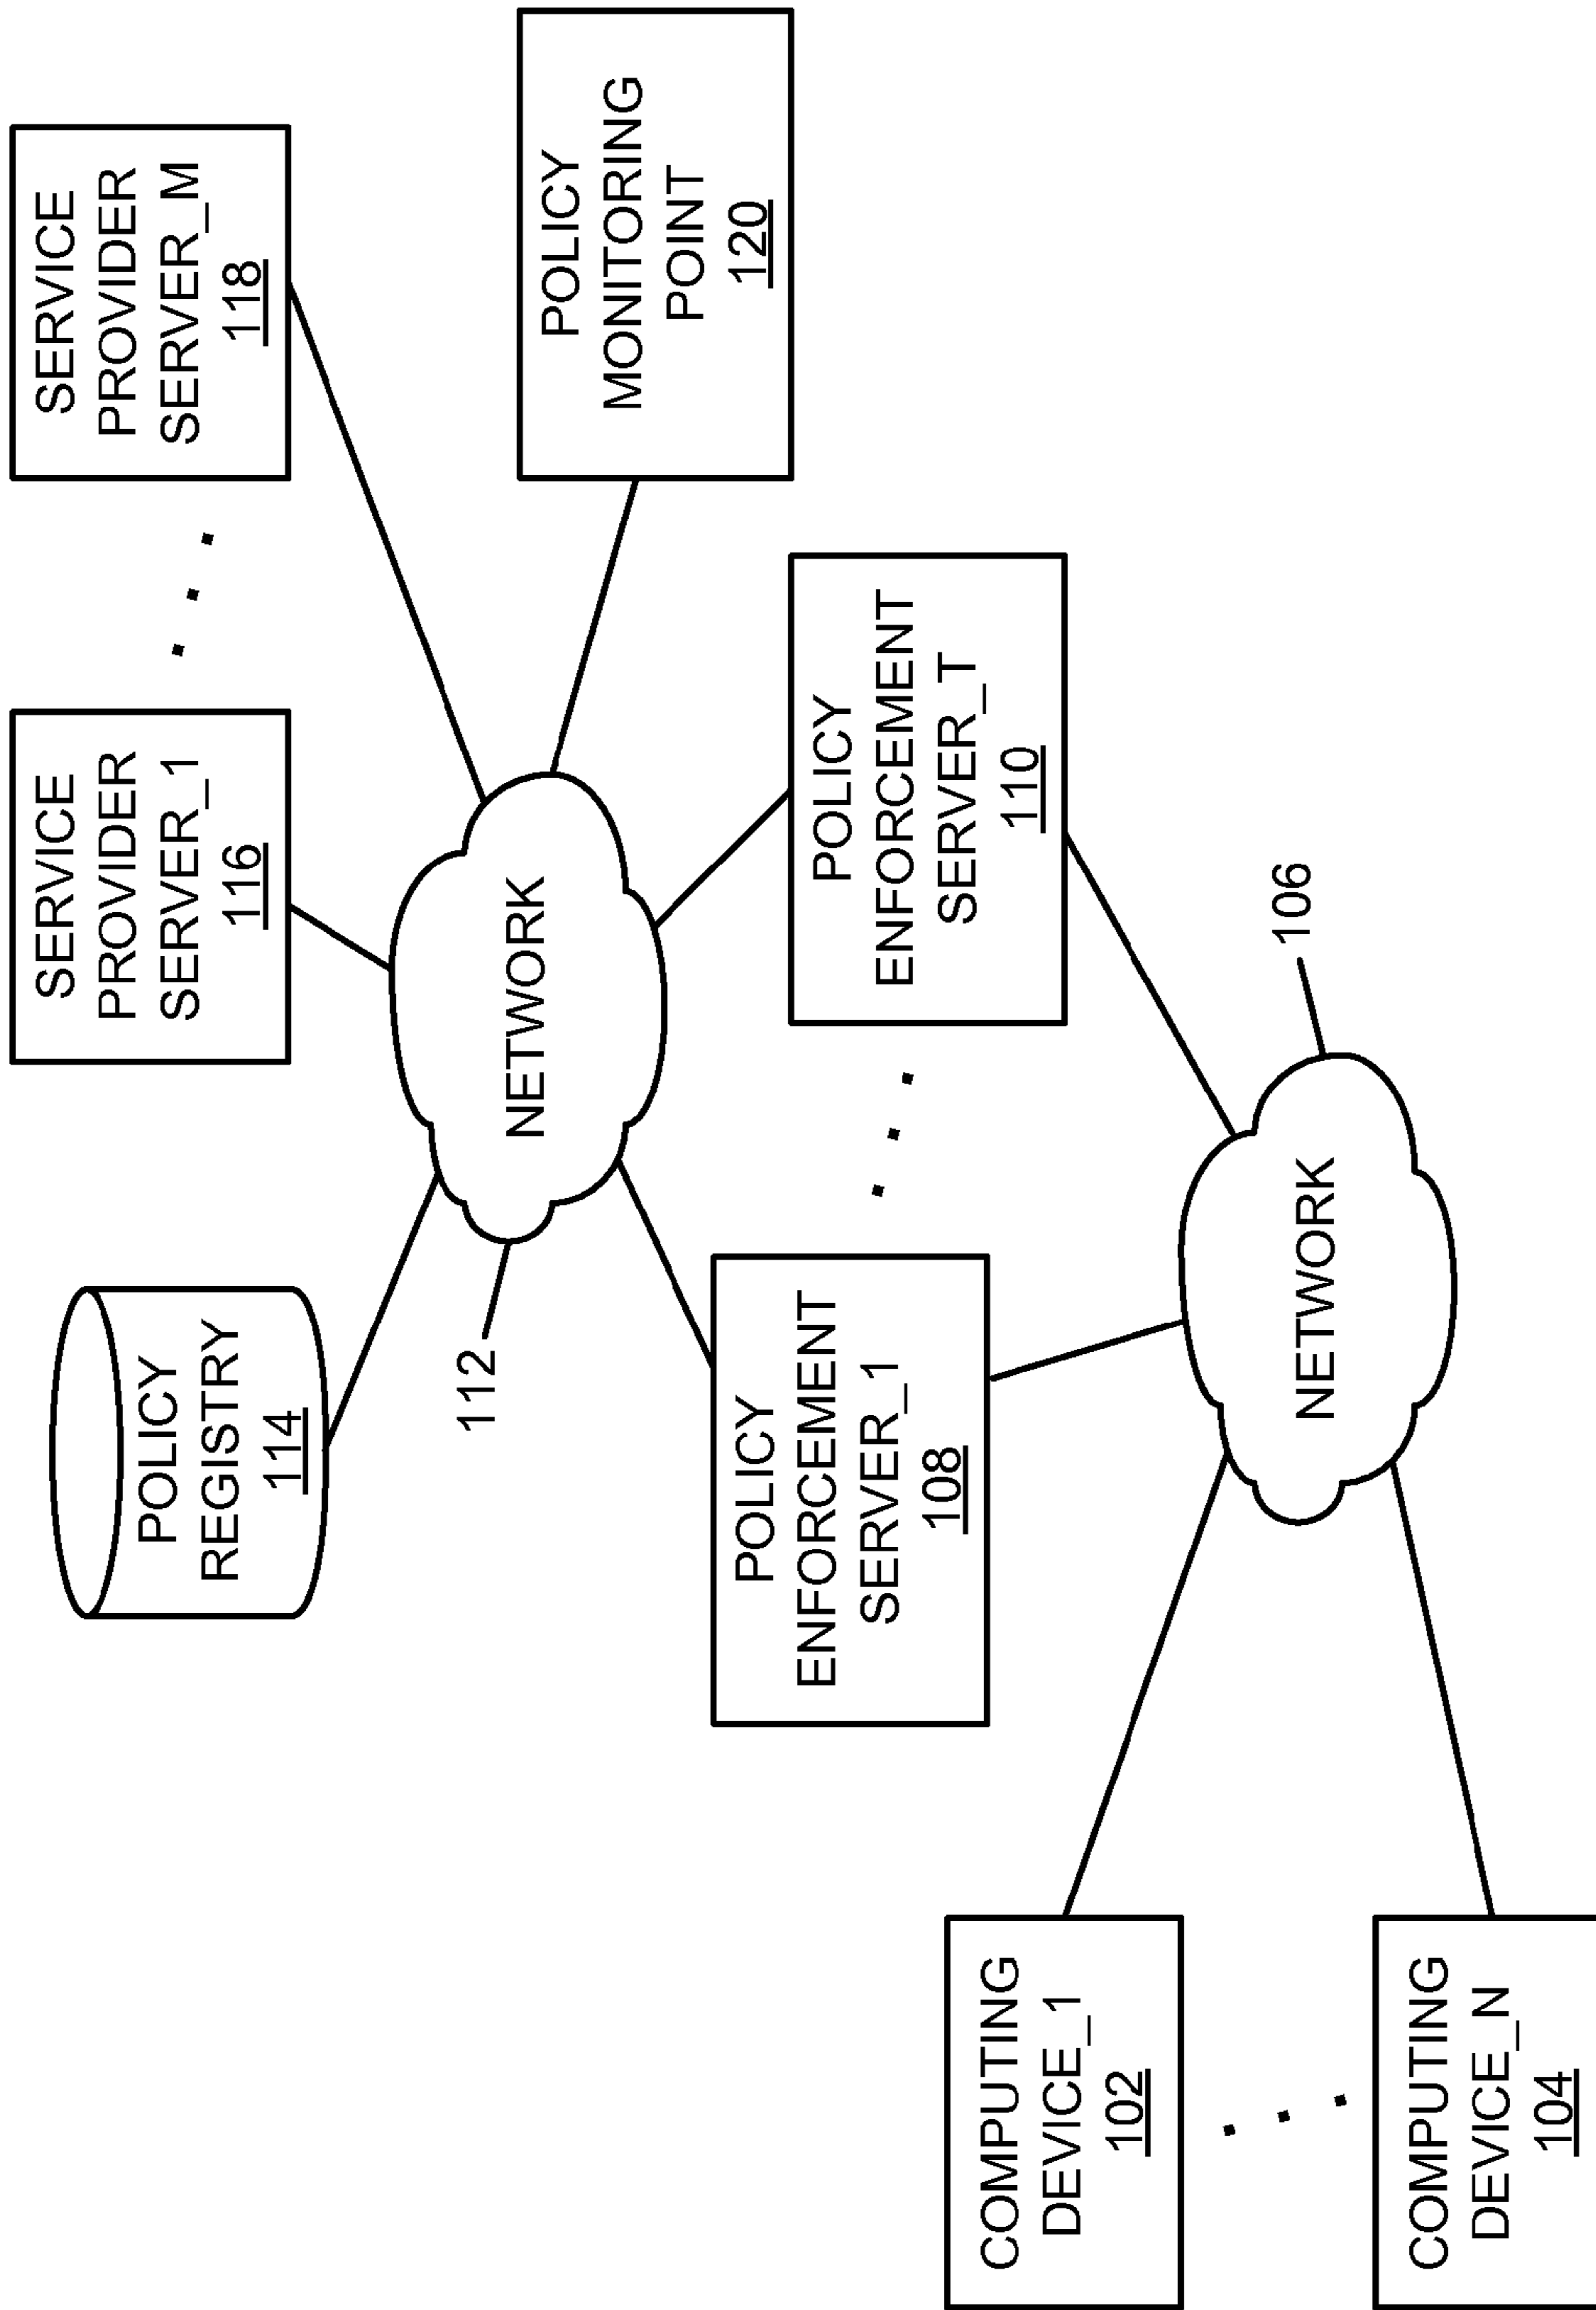 POLICY
REGISTRY
114
SERVICE
PROVIDER
SERVER_1
116
SERVICE
PROVIDER
SERVER_M
118
112
NETWORK
POLICY
MONITORING
POINT
120
POLICY
ENFORCEMENT
SERVER_1
108
POLICY
ENFORCEMENT
SERVER_T
110
COMPUTING
DEVICE_1
102
NETWORK
106
COMPUTING
DEVICE_N
104